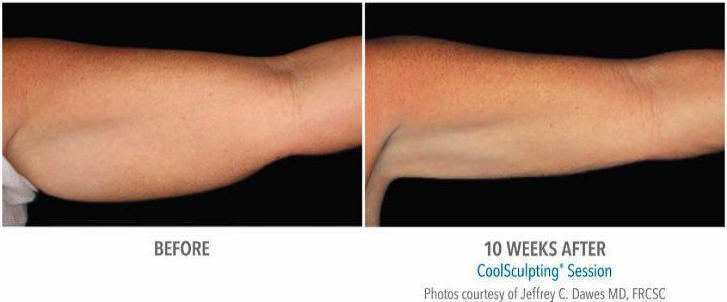 BEFORE
10 WEEKS AFTER
CoolSculpting® Session
Photos courtesy of Jeffrey C. Dawes MD, FRCSC